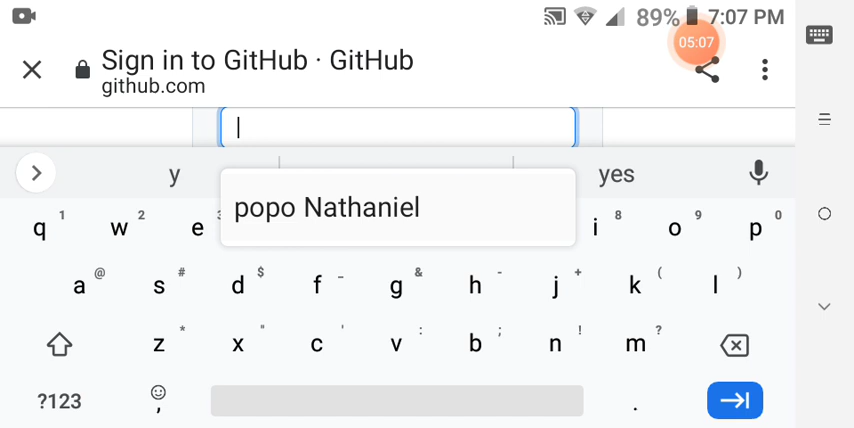 89% 7:07 PM
05:07
Sign in to GitHub · GitHub
github.com
y yes
popo Nathaniel
q 1 w 2 e 3 i 8 o 9 p 0
a @ s # d $ f _ g & h - j + k ( l )
z * x " c ' v : b ; n ! m ?
?123 , .